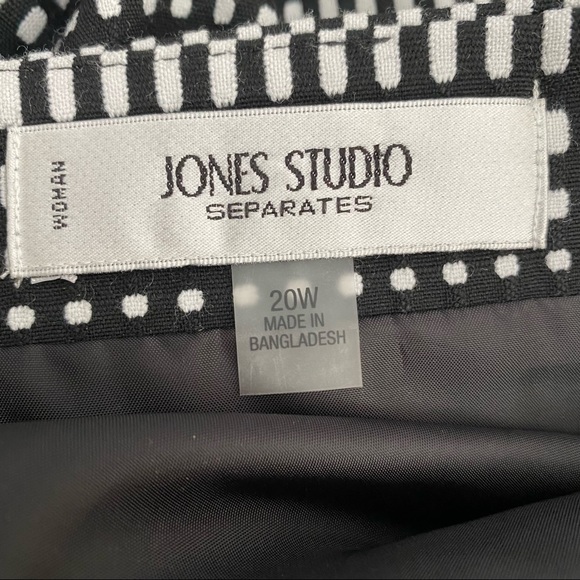 WOMAN
JONES STUDIO
SEPARATES
20W
MADE IN
BANGLADESH